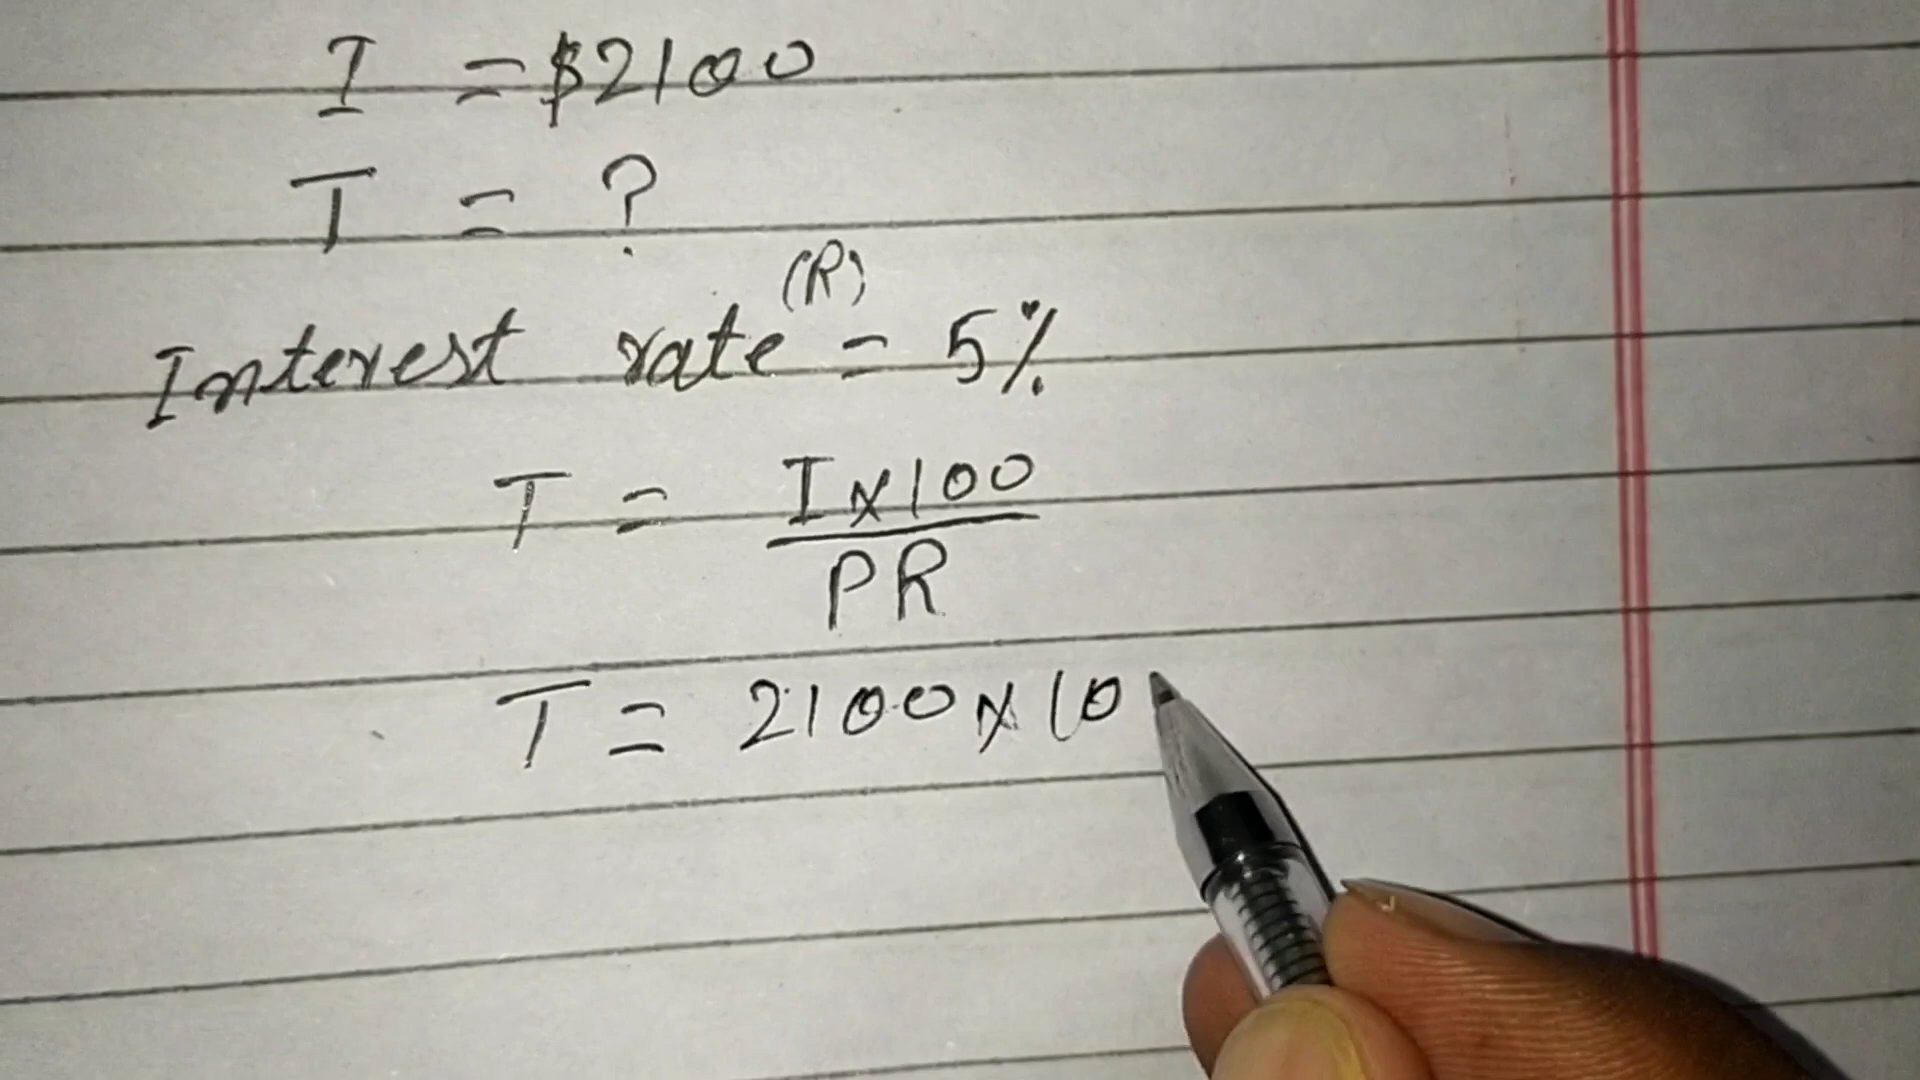 I = $2100
T = ?
(R)
Interest rate = 5%
T = I×100
PR
T = 2100×10